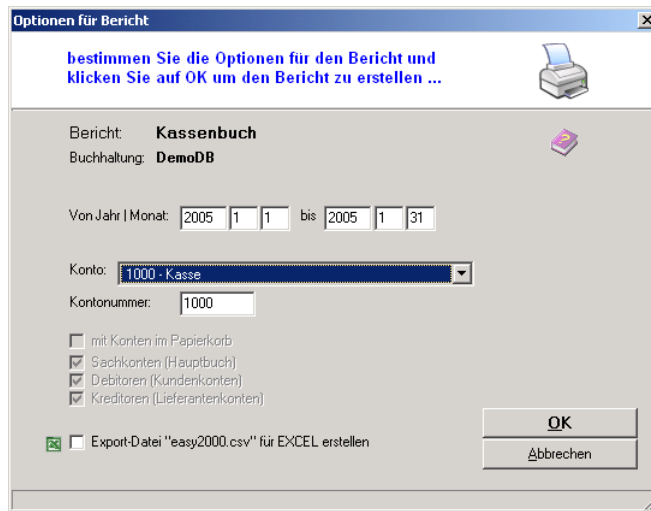 Optionen für Bericht
bestimmen Sie die Optionen für den Bericht und
klicken Sie auf OK um den Bericht zu erstellen ...
Bericht: Kassenbuch
Buchhaltung: DemoDB
Von Jahr | Monat: 2005 1 1 bis 2005 1 31
Konto: 1000 - Kasse
Kontonummer: 1000
mit Konten im Papierkorb
Sachkonten (Hauptbuch)
Debitoren (Kundenkonten)
Kreditoren (Lieferantenkonten)
Export-Datei "easy2000.csv" für EXCEL erstellen
OK
Abbrechen